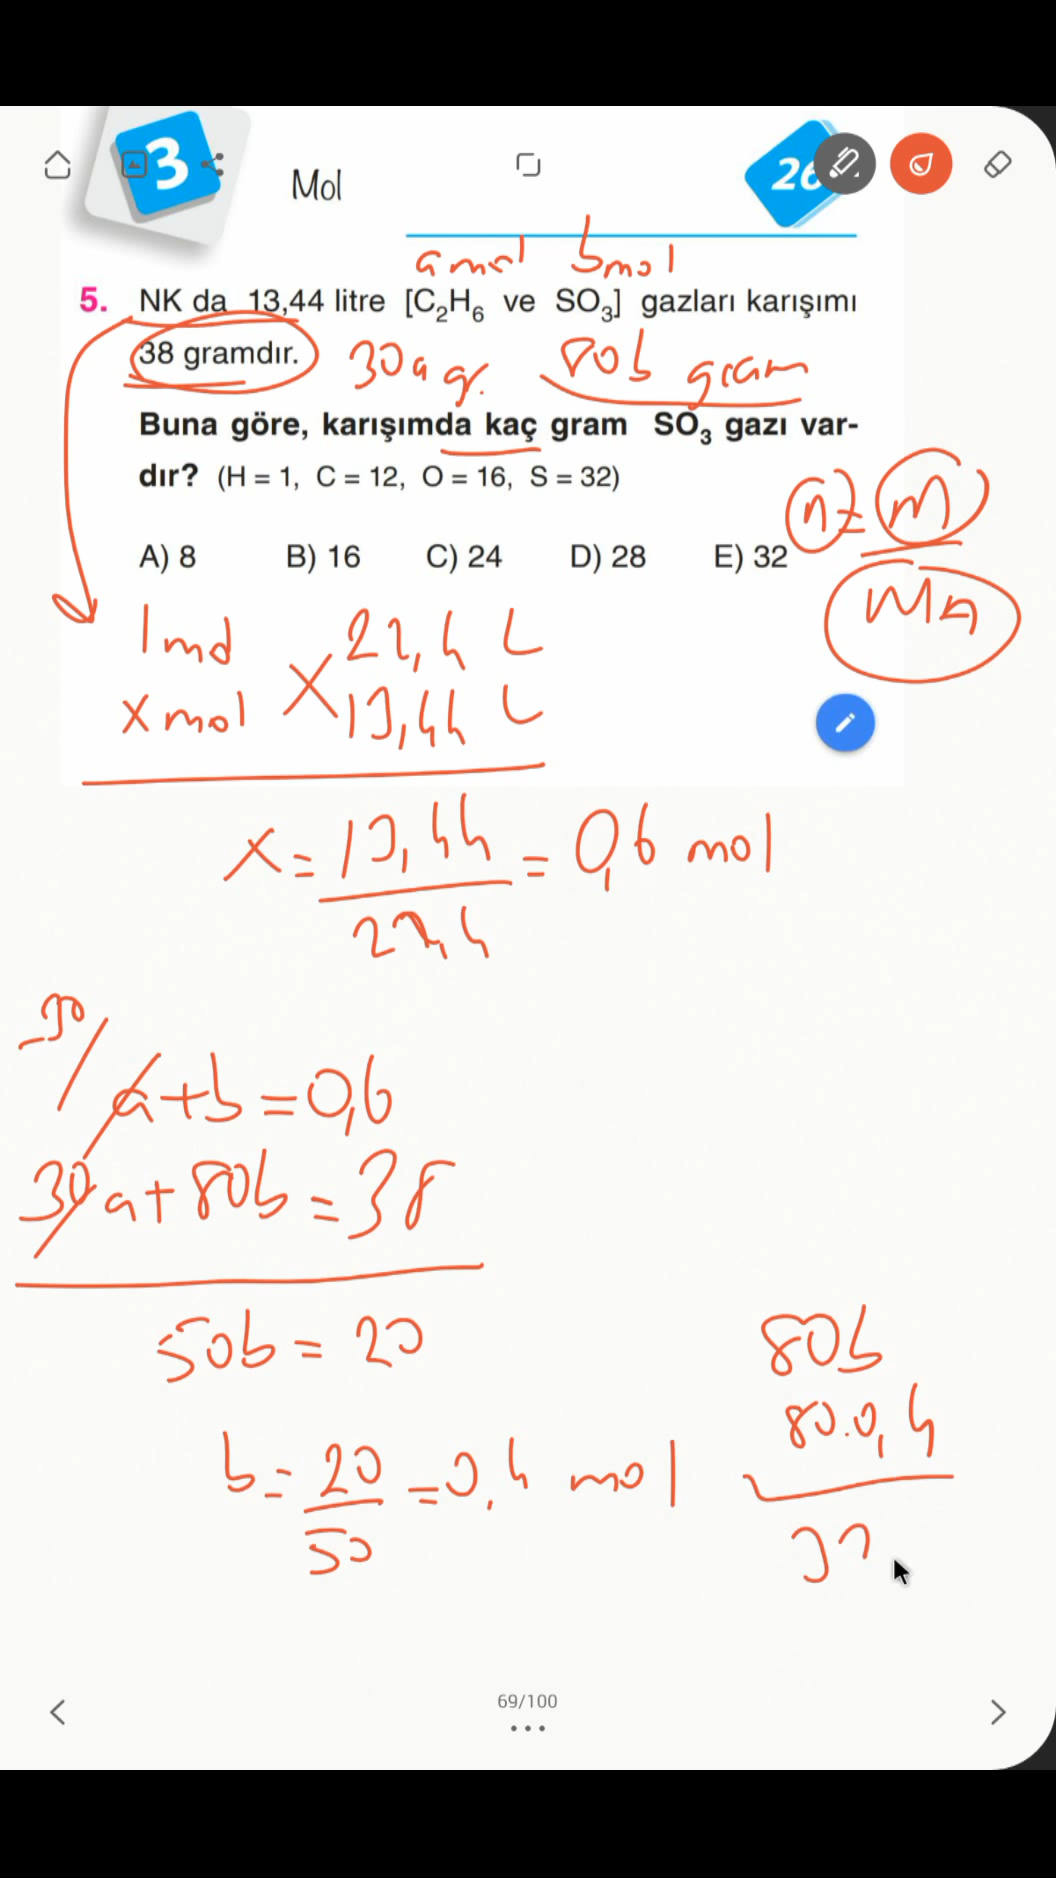 3 Mol 26
a mol b mol
5. NK da 13,44 litre [C₂H₆ ve SO₃] gazları karışımı
38 gramdır. 30a gr. 80b gram
Buna göre, karışımda kaç gram SO₃ gazı var-
dır? (H = 1, C = 12, O = 16, S = 32)
n = m
A) 8 B) 16 C) 24 D) 28 E) 32
MA
1 mol 22,4 L
x mol 13,44 L
x = 13,44 = 0,6 mol
22,4
-30/ a+b=0,6
30a+80b=38
50b = 20 80b
80.0,4
b = 20 = 0,4 mol
50 32
69/100